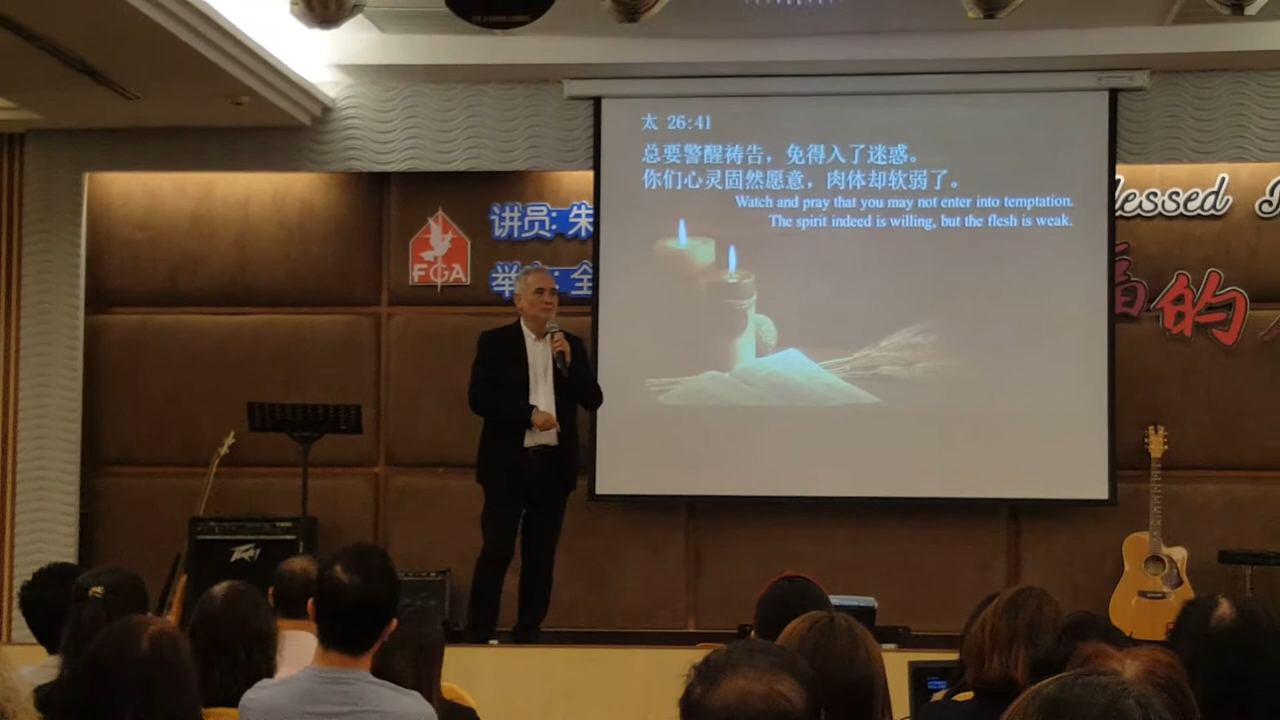 太 26:41
总要警醒祷告，免得入了迷惑。
你们心灵固然愿意，肉体却软弱了。
Watch and pray that you may not enter into temptation.
The spirit indeed is willing, but the flesh is weak.
讲员: 朱
FGA
全
lessed
的
PEAVEY